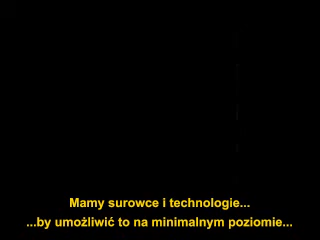 Mamy surowce i technologie...
...by umożliwić to na minimalnym poziomie...